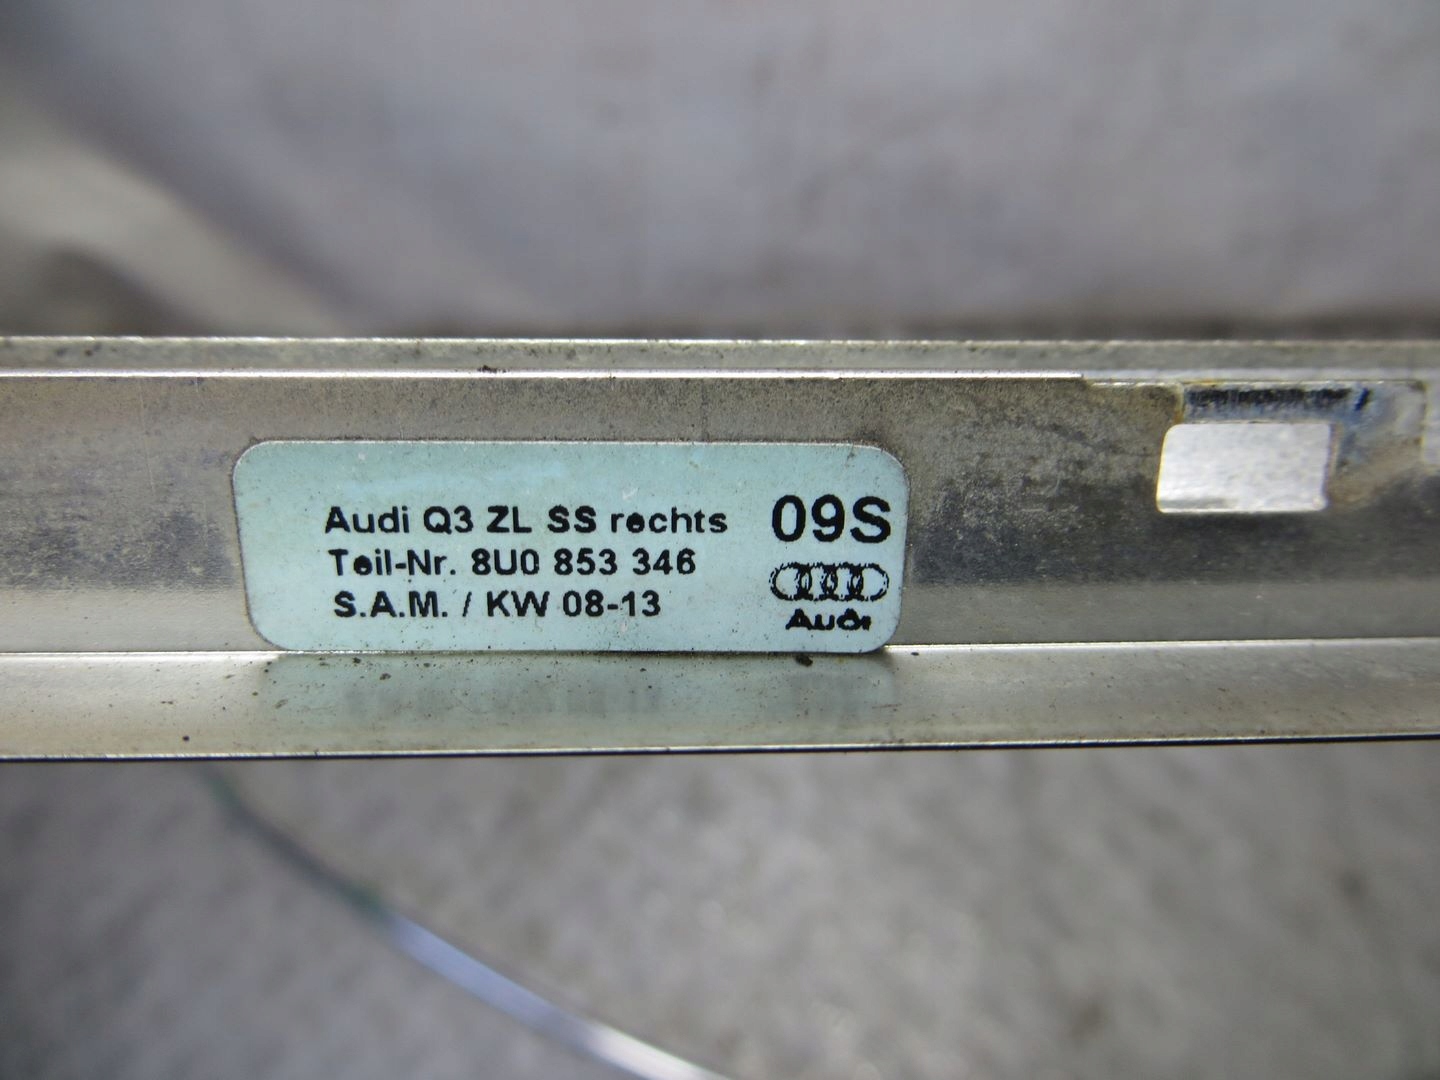 Audi Q3 ZL SS rechts 09S
Teil-Nr. 8U0 853 346
S.A.M. / KW 08-13
Audi